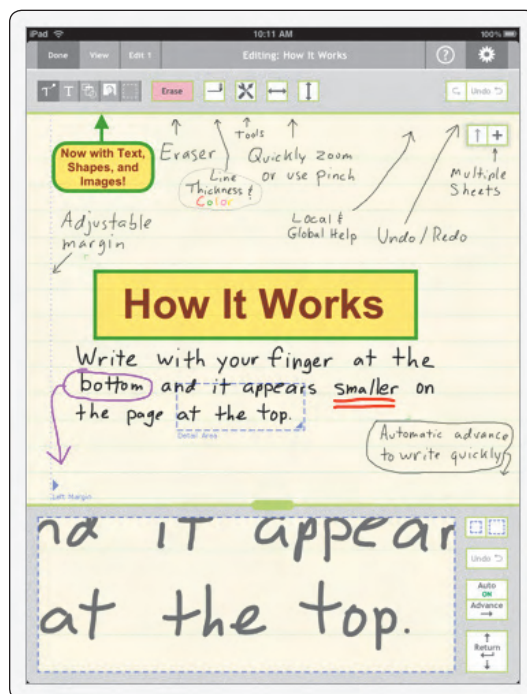 iPad 10:11 AM 100%
Done View Edit 1 Editing: How It Works ?
T T Erase Undo
Now with Text,
Shapes, and
Images!
Eraser
Line
Thickness &
Color
Tools
Quickly zoom
or use pinch
Local &
Global Help
Undo/Redo
Multiple
Sheets
Adjustable
margin
How It Works
Write with your finger at the
bottom and it appears smaller on
the page at the top.
Detail Area
Automatic advance
to write quickly
Left Margin
nd it appear
at the top.
Undo
Auto
ON
Advance
Return